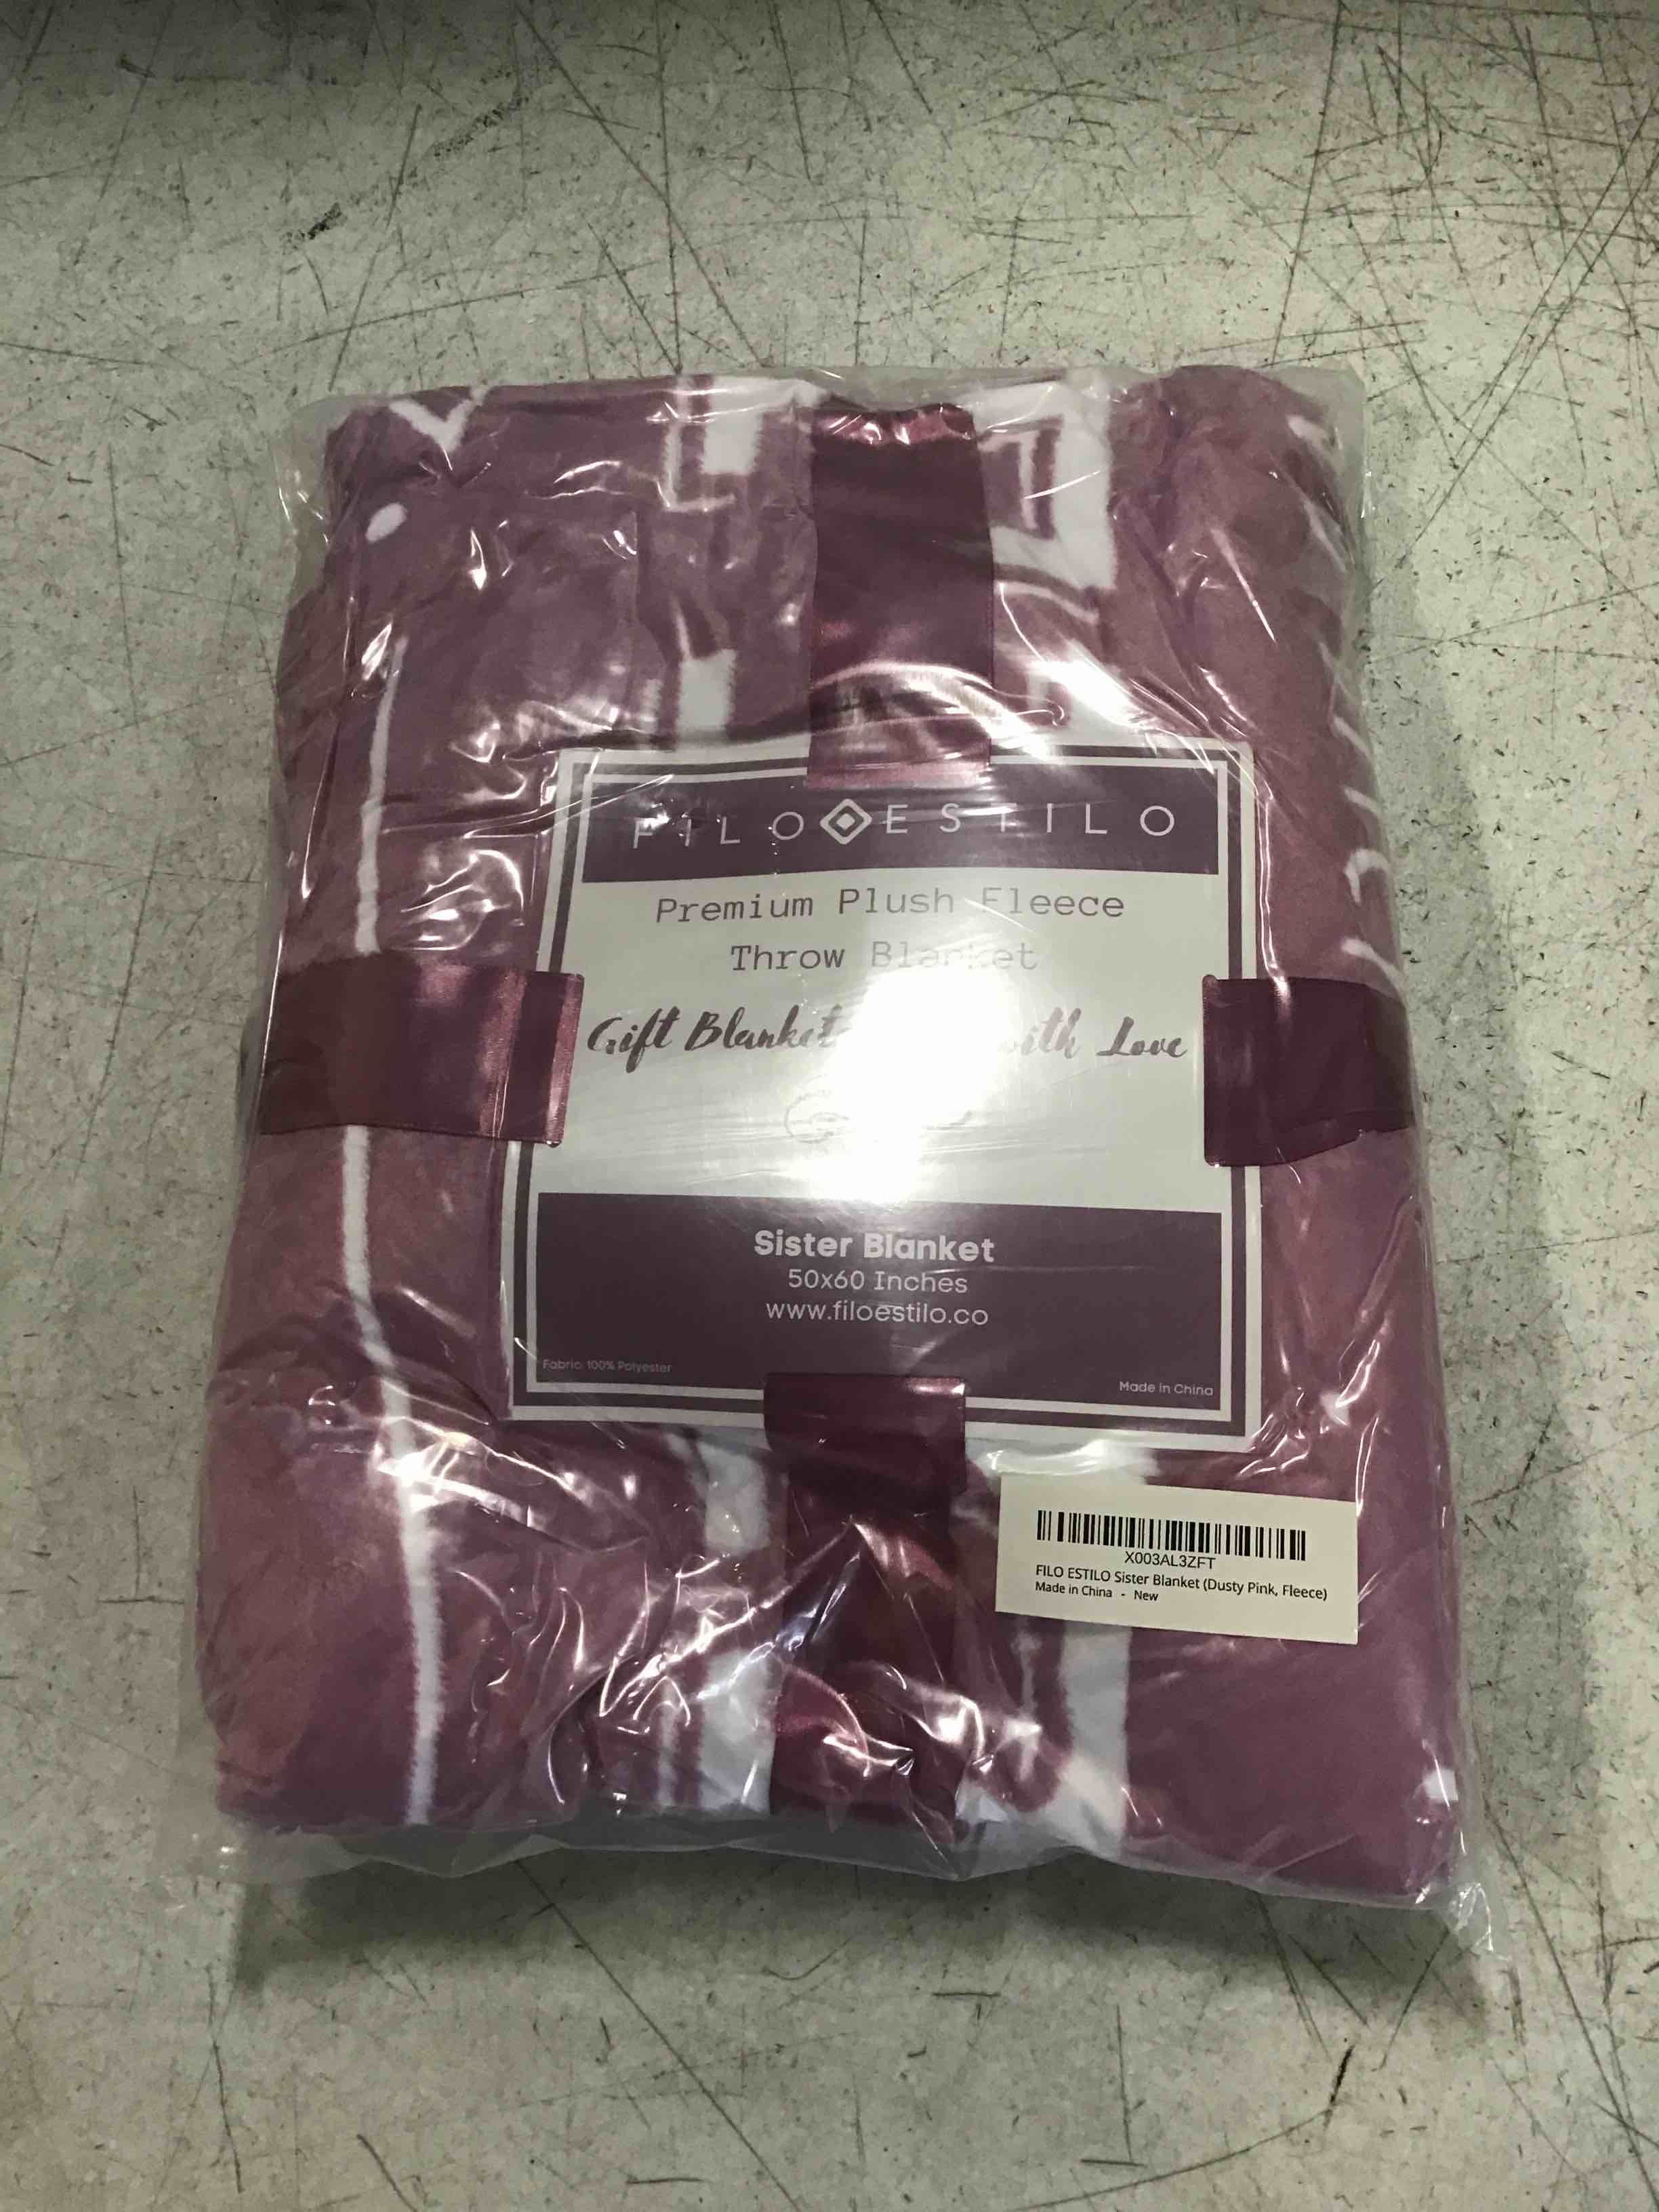 FILO ESTILO
Premium Plush Fleece
Throw Blanket
Gift Blanket with Love
Sister Blanket
50x60 Inches
www.filoestilo.co
Fabric: 100% Polyester
Made in China
X003AL3ZFT
FILO ESTILO Sister Blanket (Dusty Pink, Fleece)
Made in China - New